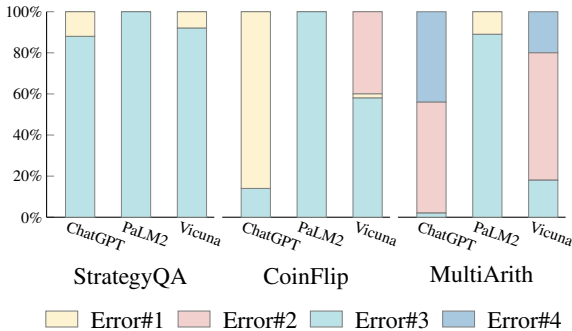 100%
80%
60%
40%
20%
0%
ChatGPT PaLM2 Vicuna ChatGPT PaLM2 Vicuna ChatGPT PaLM2 Vicuna
StrategyQA CoinFlip MultiArith
Error#1 Error#2 Error#3 Error#4